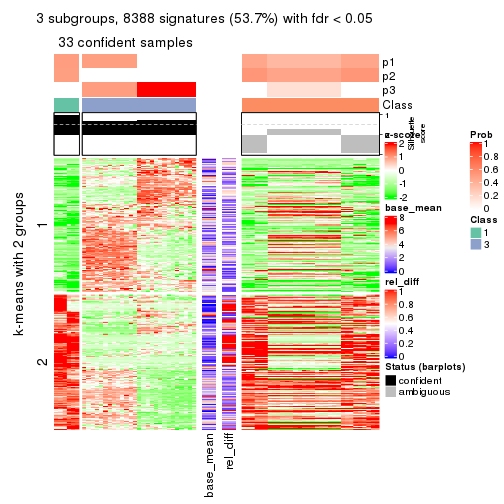 3 subgroups, 8388 signatures (53.7%) with fdr < 0.05
33 confident samples
p1
p2
p3
Class
1
Silhouette
score
z-score
2
1
0
-1
-2
base_mean
8
6
4
2
0
rel_diff
1
0.8
0.6
0.4
0.2
0
Status (barplots)
confident
ambiguous
Prob
1
0.8
0.6
0.4
0.2
0
Class
1
3
k-means with 2 groups
1
2
base_mean
rel_diff